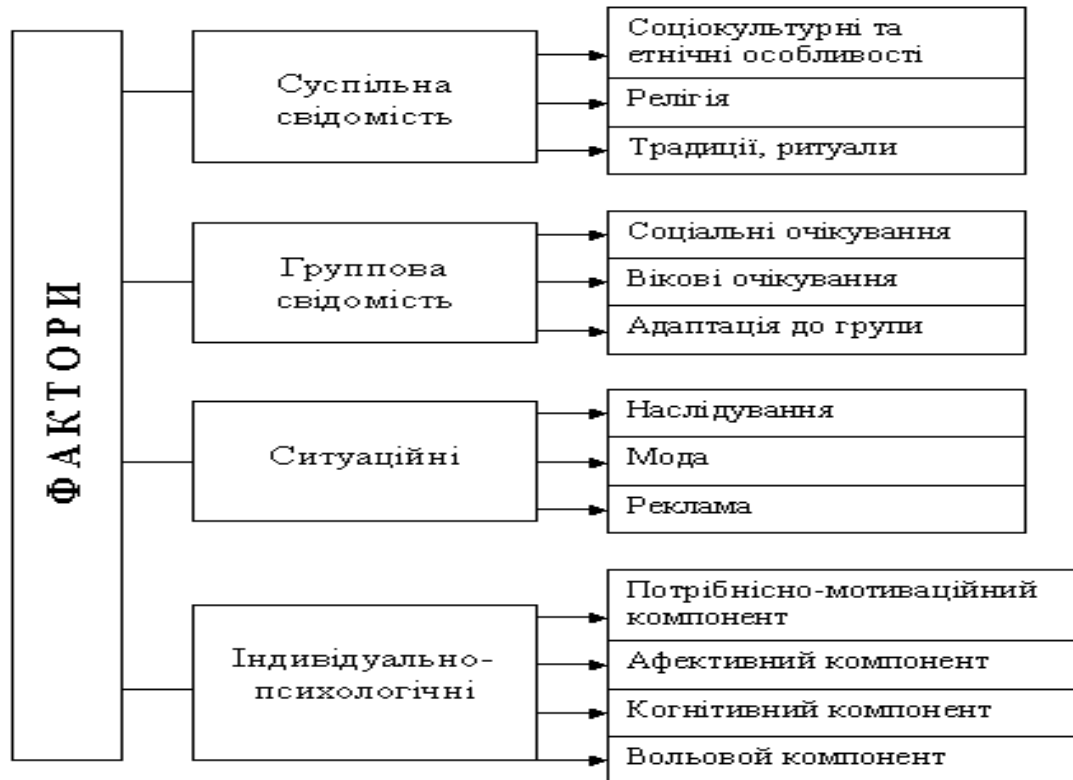 ФАКТОРИ
Суспільна
свідомість
Соціокультурні та
етнічні особливості
Релігія
Традиції, ритуали
Группова
свідомість
Соціальні очікування
Вікові очікування
Адаптація до групи
Ситуаційні
Наслідування
Мода
Реклама
Індивідуально-
психологічні
Потрібнісно-мотиваційний
компонент
Афективний компонент
Когнітивний компонент
Вольовой компонент